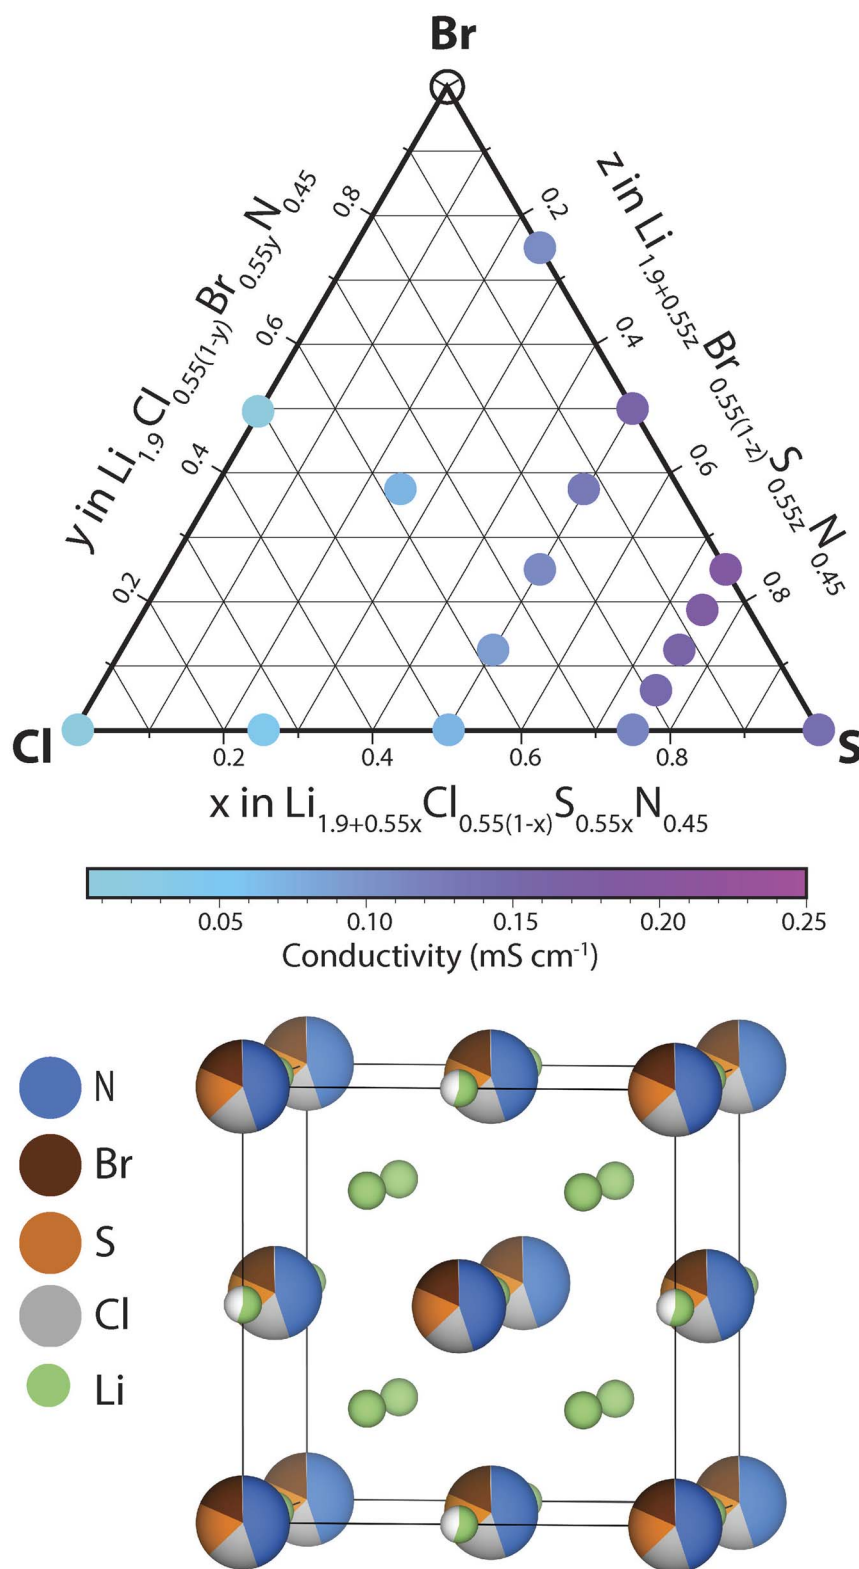 Br
y in Li1.9Cl0.55(1-y)Br0.55yN0.45
z in Li1.9+0.55zBr0.55(1-z)S0.55zN0.45
0.8
0.2
0.6
0.4
0.4
0.6
0.2
0.8
Cl
S
0.2 0.4 0.6 0.8
x in Li1.9+0.55xCl0.55(1-x)S0.55xN0.45
0.05 0.10 0.15 0.20 0.25
Conductivity (mS cm-1)
N
Br
S
Cl
Li